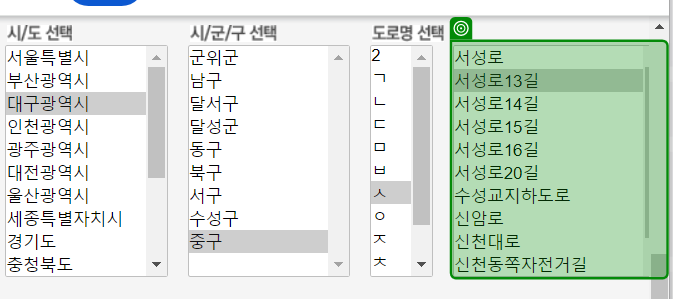 시/도 선택
서울특별시
부산광역시
대구광역시
인천광역시
광주광역시
대전광역시
울산광역시
세종특별자치시
경기도
충청북도
시/군/구 선택
군위군
남구
달서구
달성군
동구
북구
서구
수성구
중구
도로명 선택
2
ㄱ
ㄴ
ㄷ
ㅁ
ㅂ
ㅅ
ㅇ
ㅈ
ㅊ
서성로
서성로13길
서성로14길
서성로15길
서성로16길
서성로20길
수성교지하도로
신암로
신천대로
신천동쪽자전거길